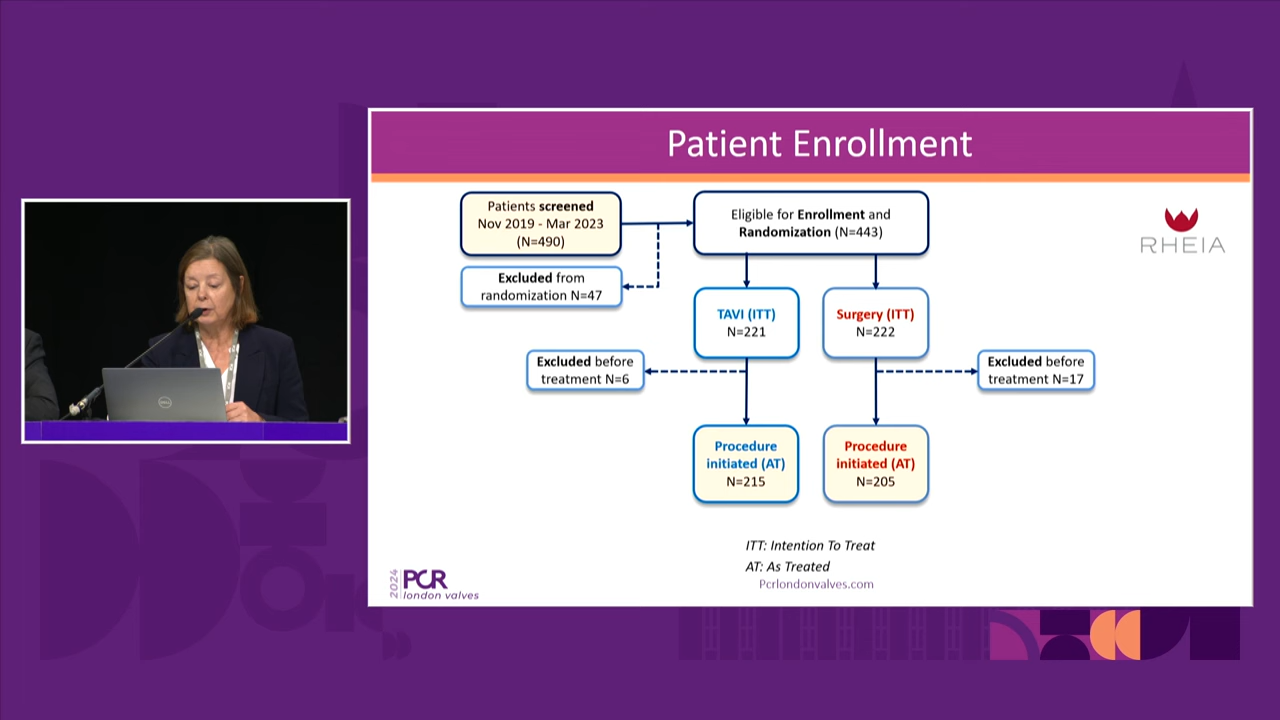 Patient Enrollment
Patients screened
Nov 2019 - Mar 2023
(N=490)
Eligible for Enrollment and
Randomization (N=443)
RHEIA
Excluded from
randomization N=47
TAVI (ITT)
N=221
Surgery (ITT)
N=222
Excluded before
treatment N=6
Excluded before
treatment N=17
Procedure
initiated (AT)
N=215
Procedure
initiated (AT)
N=205
ITT: Intention To Treat
AT: As Treated
Pcrlondonvalves.com
2024
PCR
london valves
DELL